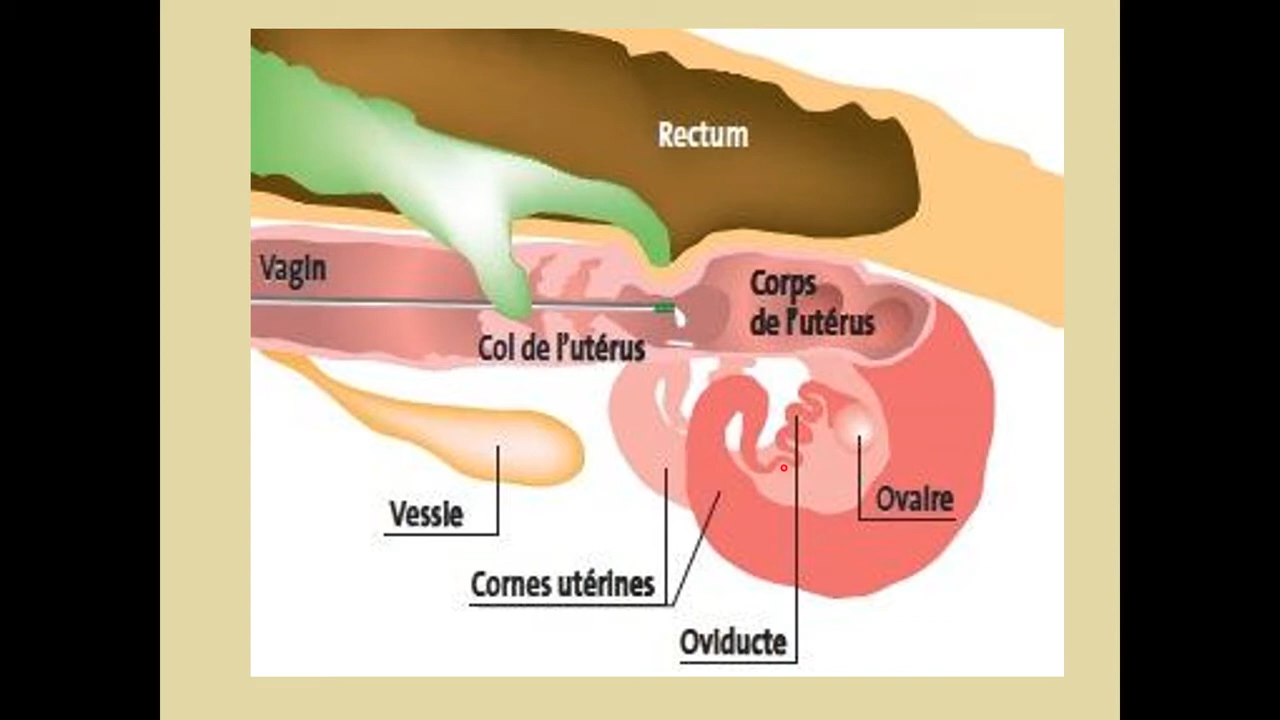 Rectum
Vagin
Corps
de l'utérus
Col de l'utérus
Vessie
Ovaire
Cornes utérines
Oviducte